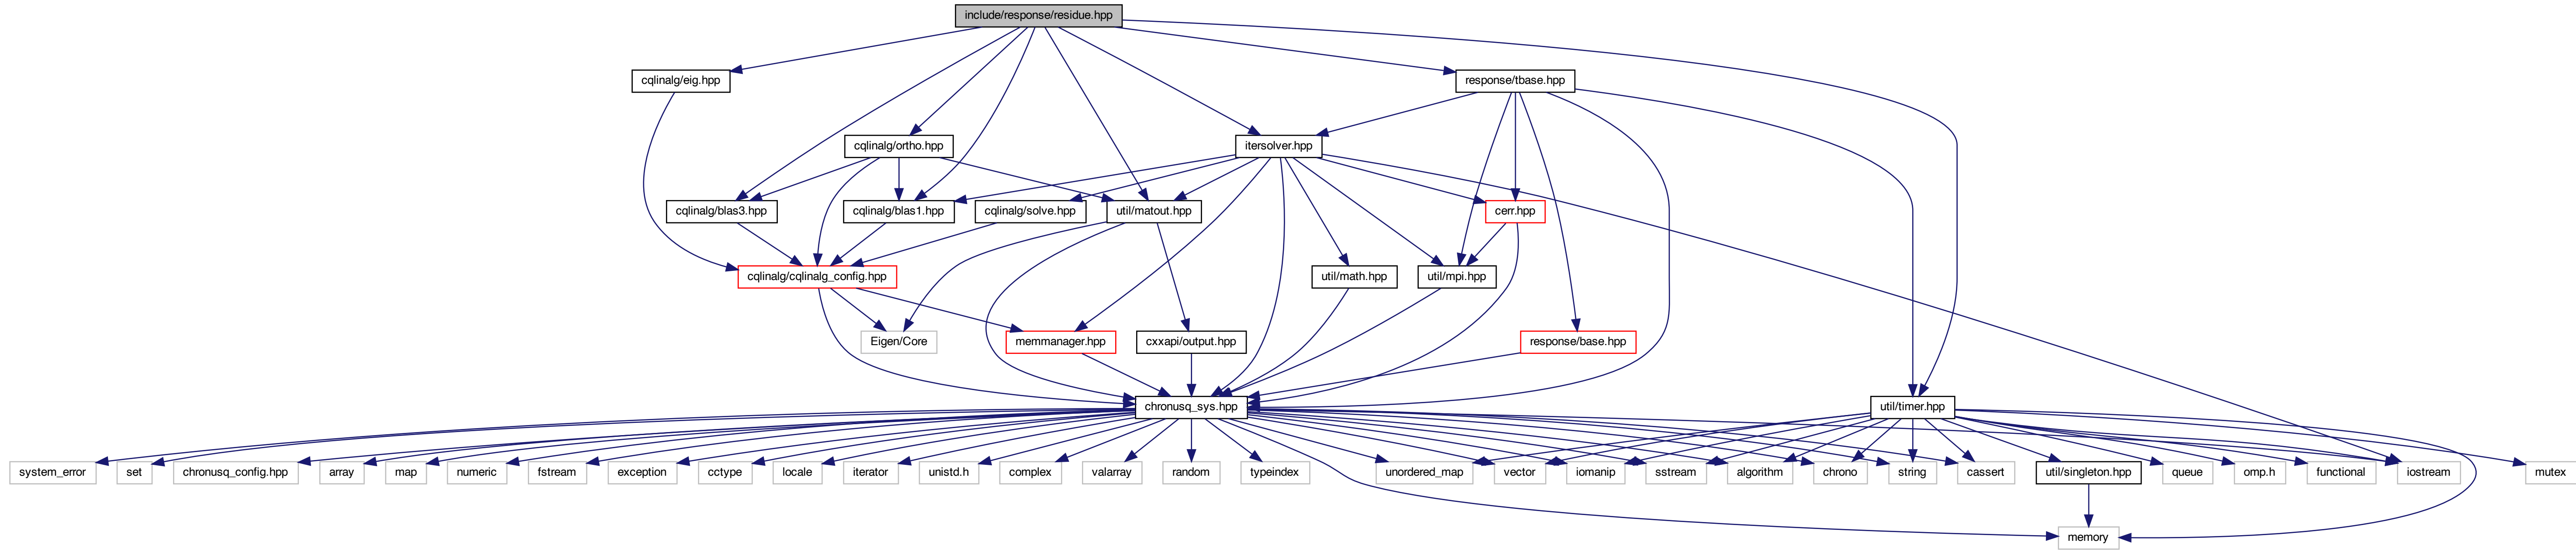 include/response/residue.hpp
cqlinalg/eig.hpp
response/tbase.hpp
cqlinalg/ortho.hpp
itersolver.hpp
cqlinalg/blas3.hpp
cqlinalg/blas1.hpp
cqlinalg/solve.hpp
util/matout.hpp
cerr.hpp
cqlinalg/cqlinalg_config.hpp
util/math.hpp
util/mpi.hpp
Eigen/Core
memmanager.hpp
cxxapi/output.hpp
response/base.hpp
chronusq_sys.hpp
util/timer.hpp
system_error
set
chronusq_config.hpp
array
map
numeric
fstream
exception
cctype
locale
iterator
unistd.h
complex
valarray
random
typeindex
unordered_map
vector
iomanip
sstream
algorithm
chrono
string
cassert
util/singleton.hpp
queue
omp.h
functional
iostream
mutex
memory